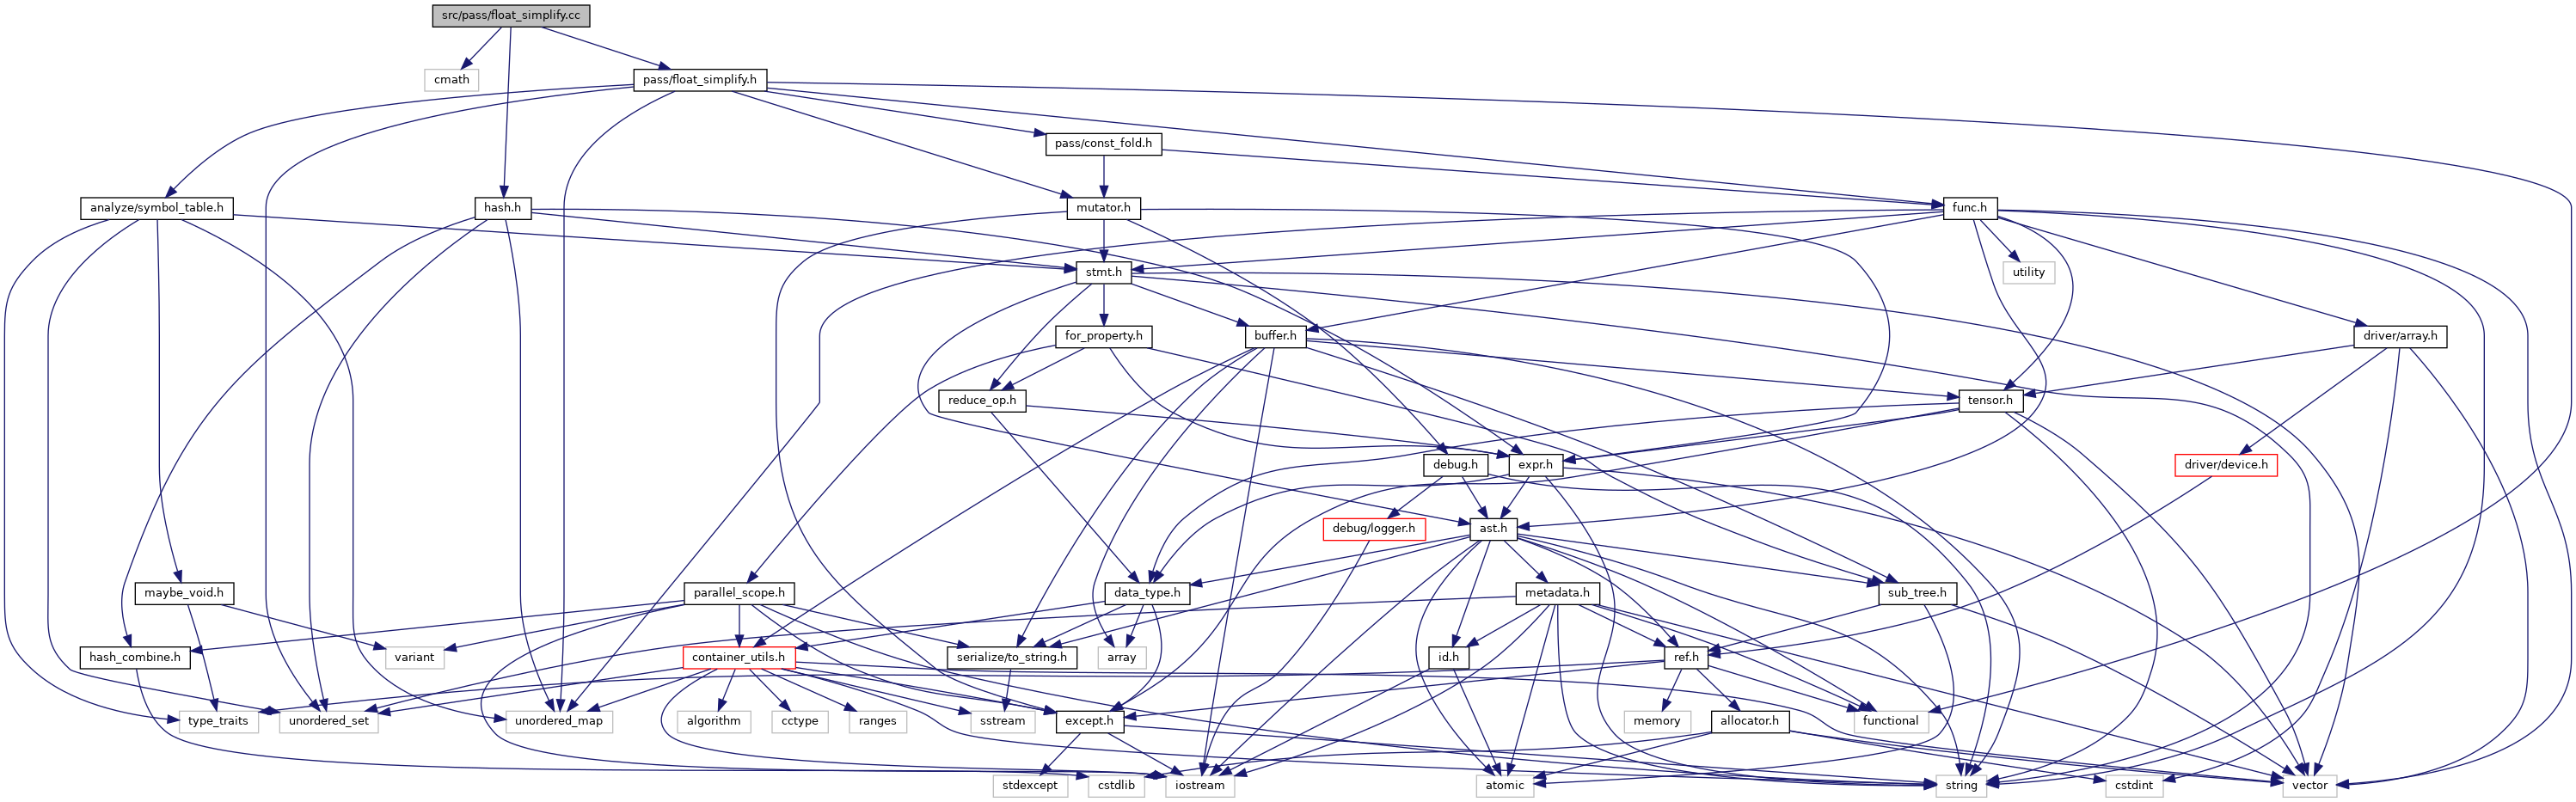 src/pass/float_simplify.cc
cmath
pass/float_simplify.h
pass/const_fold.h
analyze/symbol_table.h
hash.h
mutator.h
func.h
stmt.h
utility
for_property.h
buffer.h
driver/array.h
reduce_op.h
tensor.h
debug.h
expr.h
driver/device.h
debug/logger.h
ast.h
maybe_void.h
parallel_scope.h
data_type.h
metadata.h
sub_tree.h
hash_combine.h
variant
container_utils.h
serialize/to_string.h
array
id.h
ref.h
type_traits
unordered_set
unordered_map
algorithm
cctype
ranges
sstream
except.h
memory
allocator.h
functional
stdexcept
cstdlib
iostream
atomic
string
cstdint
vector